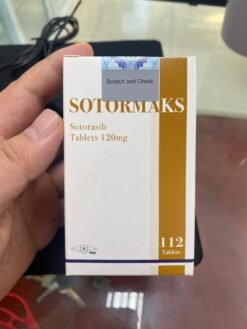 Scratch and Check
SOTORMAKS
Sotorasib
Tablets 120mg
112
Tablets